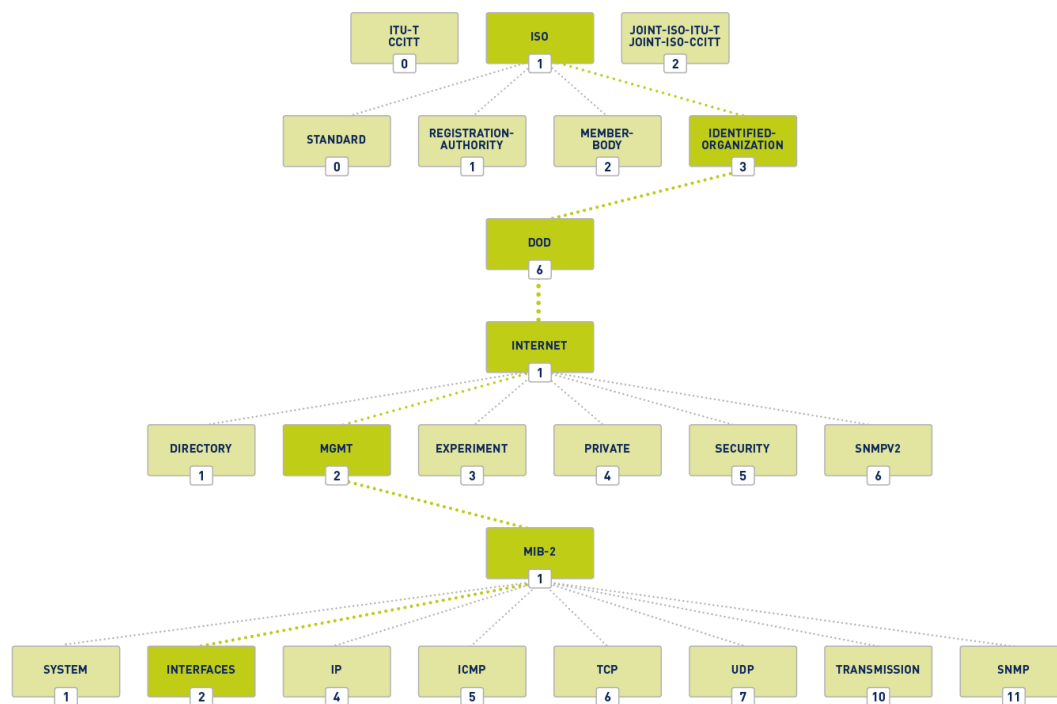 ITU-T
CCITT
0
ISO
1
JOINT-ISO-ITU-T
JOINT-ISO-CCITT
2
STANDARD
0
REGISTRATION-
AUTHORITY
1
MEMBER-
BODY
2
IDENTIFIED-
ORGANIZATION
3
DOD
6
INTERNET
1
DIRECTORY
1
MGMT
2
EXPERIMENT
3
PRIVATE
4
SECURITY
5
SNMPV2
6
MIB-2
1
SYSTEM
1
INTERFACES
2
IP
4
ICMP
5
TCP
6
UDP
7
TRANSMISSION
10
SNMP
11